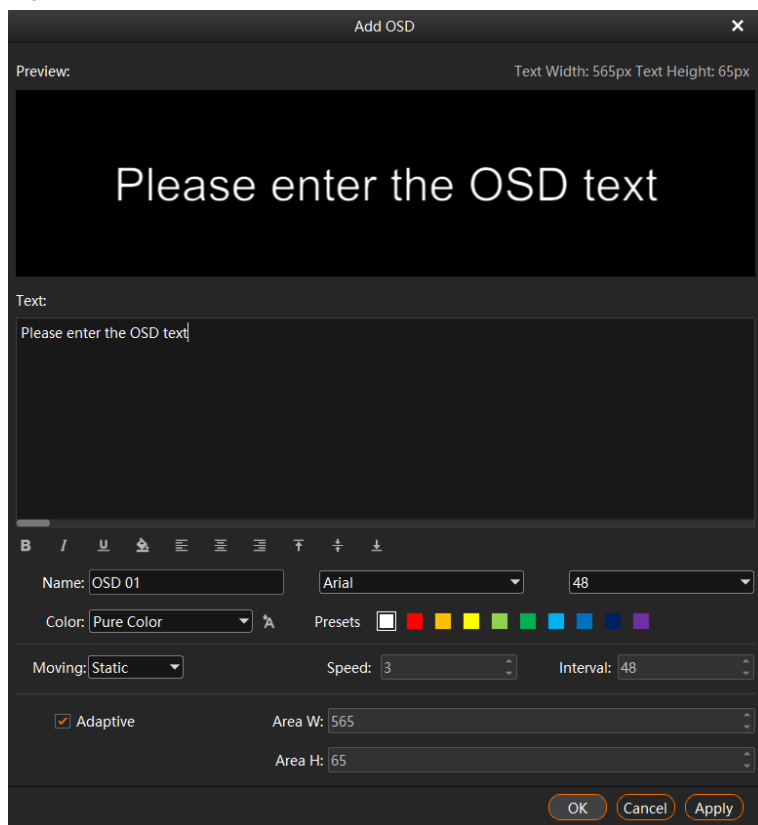 Add OSD
Preview: Text Width: 565px Text Height: 65px
Please enter the OSD text
Text:
Please enter the OSD text
B I U
Name: OSD 01 Arial 48
Color: Pure Color A Presets
Moving: Static Speed: 3 Interval: 48
Adaptive Area W: 565
Area H: 65
OK Cancel Apply